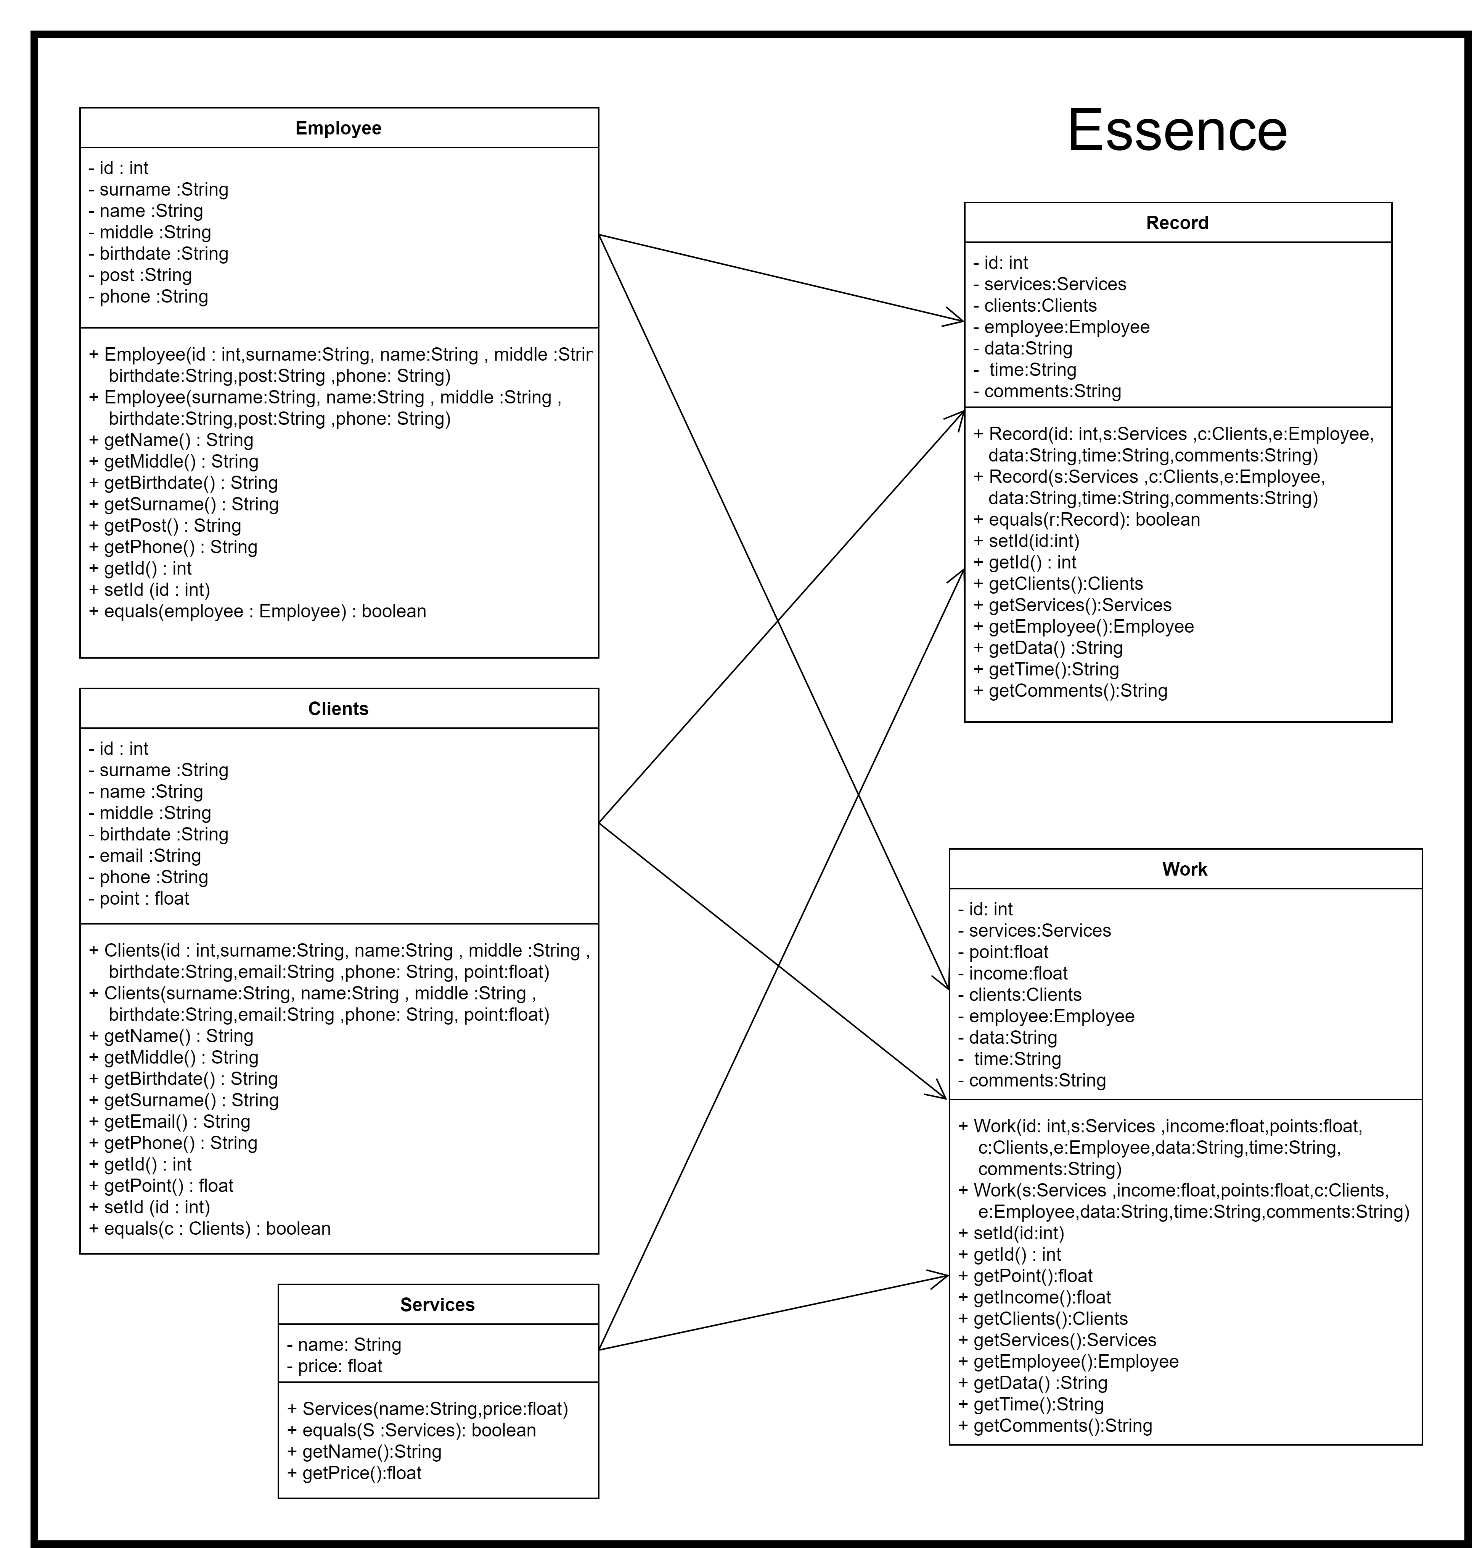 Essence
Employee
- id : int
- surname :String
- name :String
- middle :String
- birthdate :String
- post :String
- phone :String
+ Employee(id : int,surname:String, name:String , middle :Strin
birthdate:String,post:String ,phone: String)
+ Employee(surname:String, name:String , middle :String ,
birthdate:String,post:String ,phone: String)
+ getName() : String
+ getMiddle() : String
+ getBirthdate() : String
+ getSurname() : String
+ getPost() : String
+ getPhone() : String
+ getId() : int
+ setId (id : int)
+ equals(employee : Employee) : boolean
Clients
- id : int
- surname :String
- name :String
- middle :String
- birthdate :String
- email :String
- phone :String
- point : float
+ Clients(id : int,surname:String, name:String , middle :String ,
birthdate:String,email:String ,phone: String, point:float)
+ Clients(surname:String, name:String , middle :String ,
birthdate:String,email:String ,phone: String, point:float)
+ getName() : String
+ getMiddle() : String
+ getBirthdate() : String
+ getSurname() : String
+ getEmail() : String
+ getPhone() : String
+ getId() : int
+ getPoint() : float
+ setId (id : int)
+ equals(c : Clients) : boolean
Services
- name: String
- price: float
+ Services(name:String,price:float)
+ equals(S :Services): boolean
+ getName():String
+ getPrice():float
Record
- id: int
- services:Services
- clients:Clients
- employee:Employee
- data:String
- time:String
- comments:String
+ Record(id: int,s:Services ,c:Clients,e:Employee,
data:String,time:String,comments:String)
+ Record(s:Services ,c:Clients,e:Employee,
data:String,time:String,comments:String)
+ equals(r:Record): boolean
+ setId(id:int)
+ getId() : int
+ getClients():Clients
+ getServices():Services
+ getEmployee():Employee
+ getData() :String
+ getTime():String
+ getComments():String
Work
- id: int
- services:Services
- point:float
- income:float
- clients:Clients
- employee:Employee
- data:String
- time:String
- comments:String
+ Work(id: int,s:Services ,income:float,points:float,
c:Clients,e:Employee,data:String,time:String,
comments:String)
+ Work(s:Services ,income:float,points:float,c:Clients,
e:Employee,data:String,time:String,comments:String)
+ setId(id:int)
+ getId() : int
+ getPoint():float
+ getIncome():float
+ getClients():Clients
+ getServices():Services
+ getEmployee():Employee
+ getData() :String
+ getTime():String
+ getComments():String